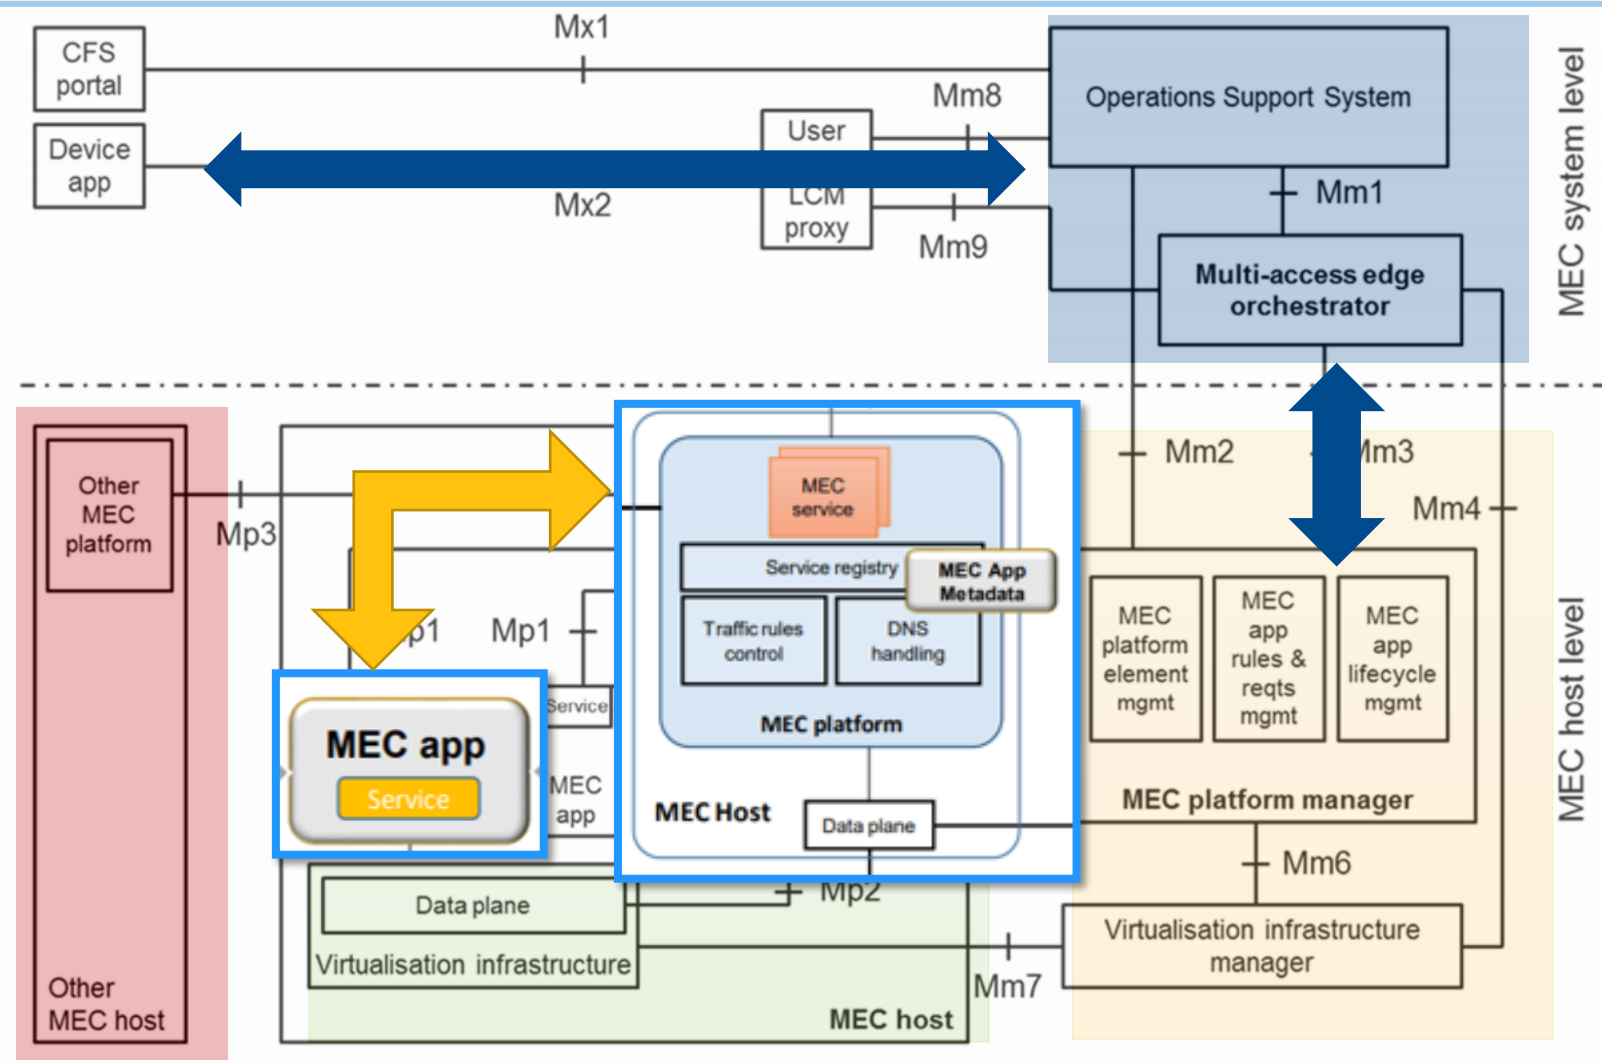 Mx1
CFS
portal
Operations Support System
MEC system level
Mm8
Device
app
User
Mx2
LCM
proxy
Mm9
Mm1
Multi-access edge
orchestrator
Other
MEC
platform
Mp3
MEC
service
Service registry
MEC App
Metadata
Traffic rules
control
DNS
handling
MEC platform
MEC Host
Data plane
Mm2
Mm3
Mm4
p1
Mp1
Service
MEC app
Service
MEC
app
MEC
platform
element
mgmt
MEC
app
rules &
reqts
mgmt
MEC
app
lifecycle
mgmt
MEC platform manager
MEC host level
Mm6
Mp2
Data plane
Virtualisation infrastructure
Virtualisation infrastructure
manager
Mm7
Other
MEC host
MEC host